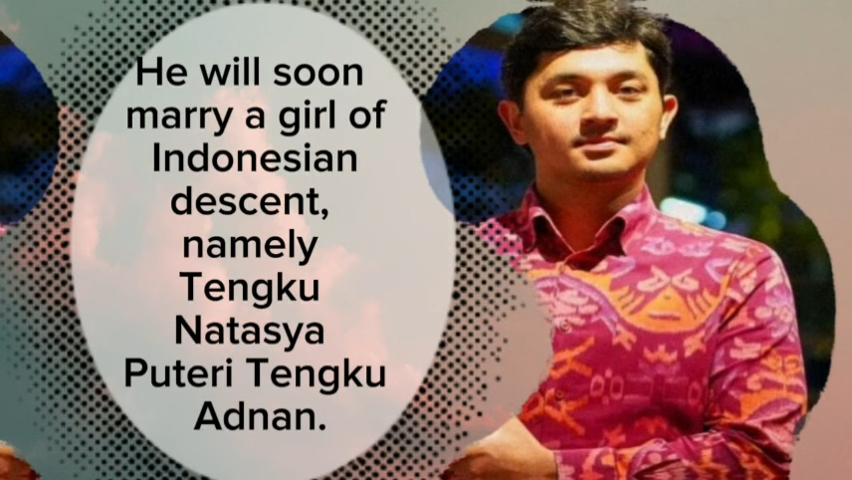 He will soon
marry a girl of
Indonesian
descent,
namely
Tengku
Natasya
Puteri Tengku
Adnan.